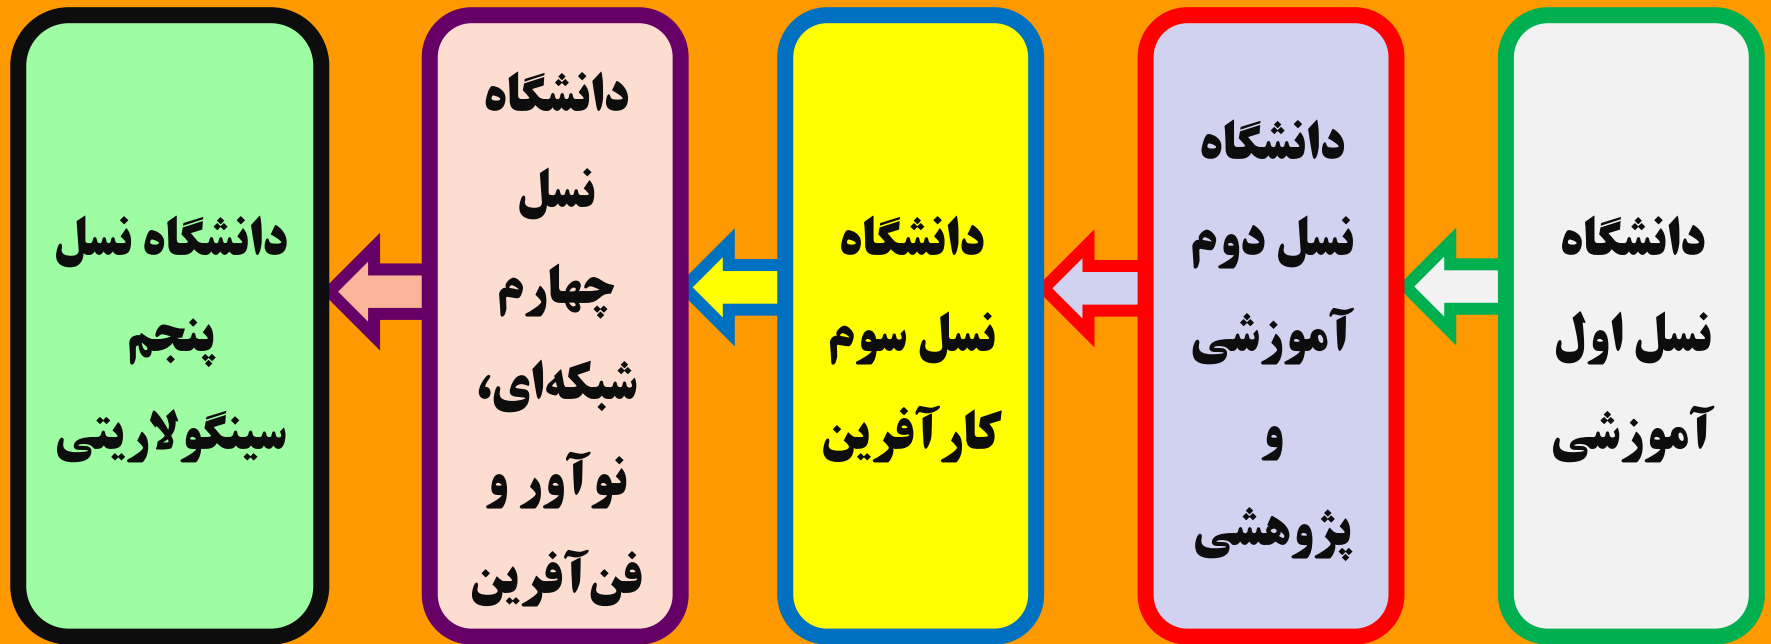 دانشگاه
نسل اول
آموزشی
دانشگاه
نسل دوم
آموزشی
و
پژوهشی
دانشگاه
نسل سوم
کارآفرین
دانشگاه
نسل
چهارم
شبکه‌ای،
نوآور و
فن‌آفرین
دانشگاه نسل
پنجم
سینگولاریتی